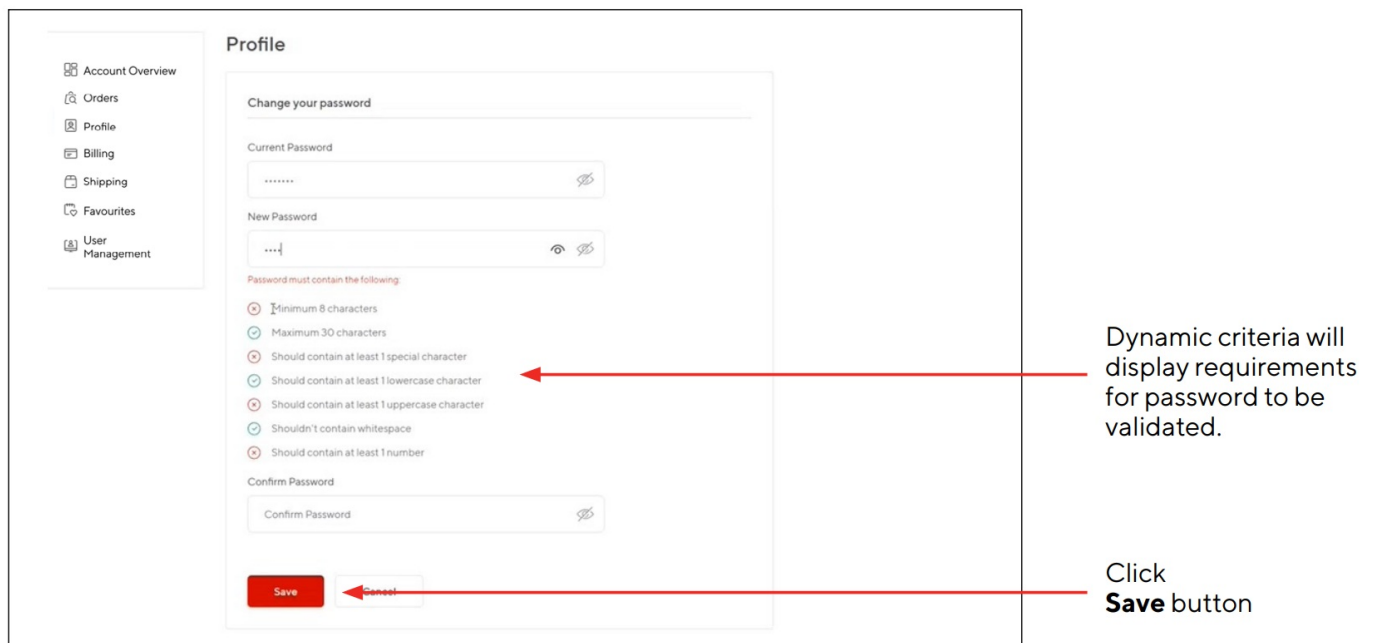 Profile
Account Overview
Orders
Profile
Billing
Shipping
Favourites
User
Management
Change your password
Current Password
New Password
Password must contain the following:
Minimum 8 characters
Maximum 30 characters
Should contain at least 1 special character
Should contain at least 1 lowercase character
Should contain at least 1 uppercase character
Shouldn't contain whitespace
Should contain at least 1 number
Confirm Password
Confirm Password
Save
Cancel
Dynamic criteria will
display requirements
for password to be
validated.
Click
Save button